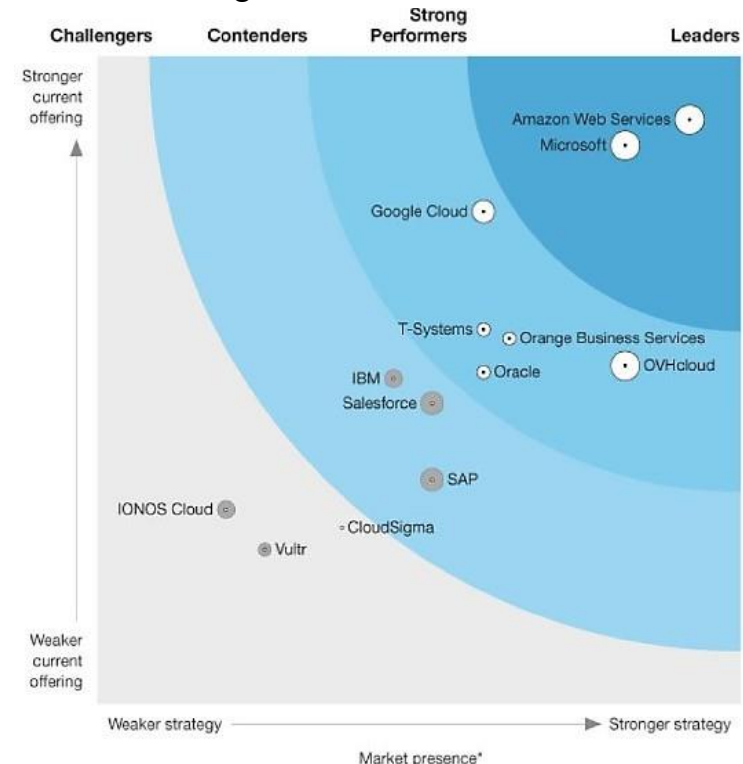 Challengers
Contenders
Strong
Performers
Leaders
Stronger
current
offering
Amazon Web Services
Microsoft
Google Cloud
T-Systems
Orange Business Services
OVHcloud
Oracle
IBM
Salesforce
SAP
IONOS Cloud
CloudSigma
Vultr
Weaker
current
offering
Weaker strategy
Stronger strategy
Market presence*